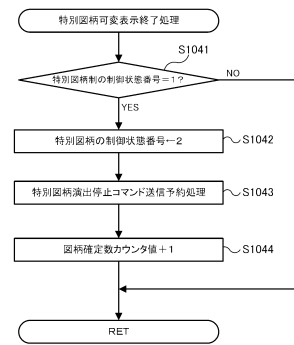 特別図柄可変表示終了処理
S1041
特別図柄制の制御状態番号=1?
NO
YES
特別図柄の制御状態番号←2
S1042
特別図柄演出停止コマンド送信予約処理
S1043
図柄確定数カウンタ値+1
S1044
RET